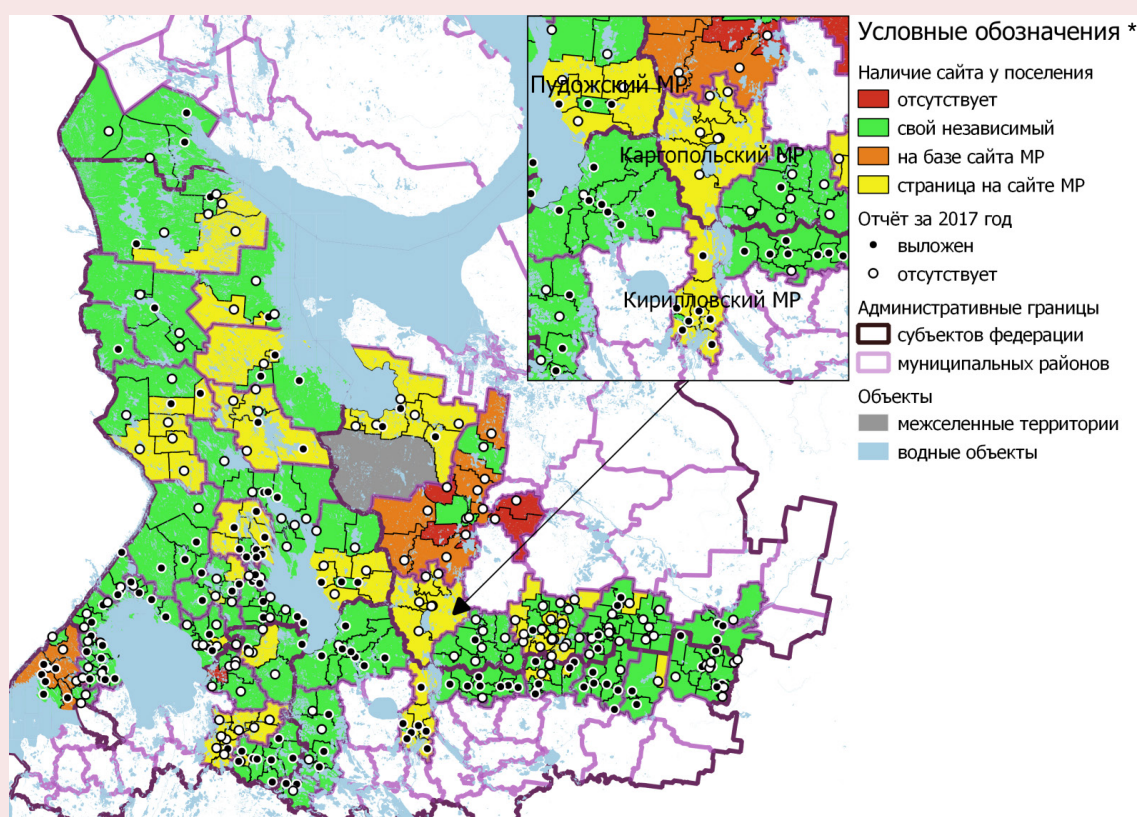 Условные обозначения *
Наличие сайта у поселения
отсутствует
свой независимый
на базе сайта МР
страница на сайте МР
Отчёт за 2017 год
выложен
отсутствует
Административные границы
субъектов федерации
муниципальных районов
Объекты
межселенные территории
водные объекты
Пудожский МР
Каргопольский МР
Кирилловский МР